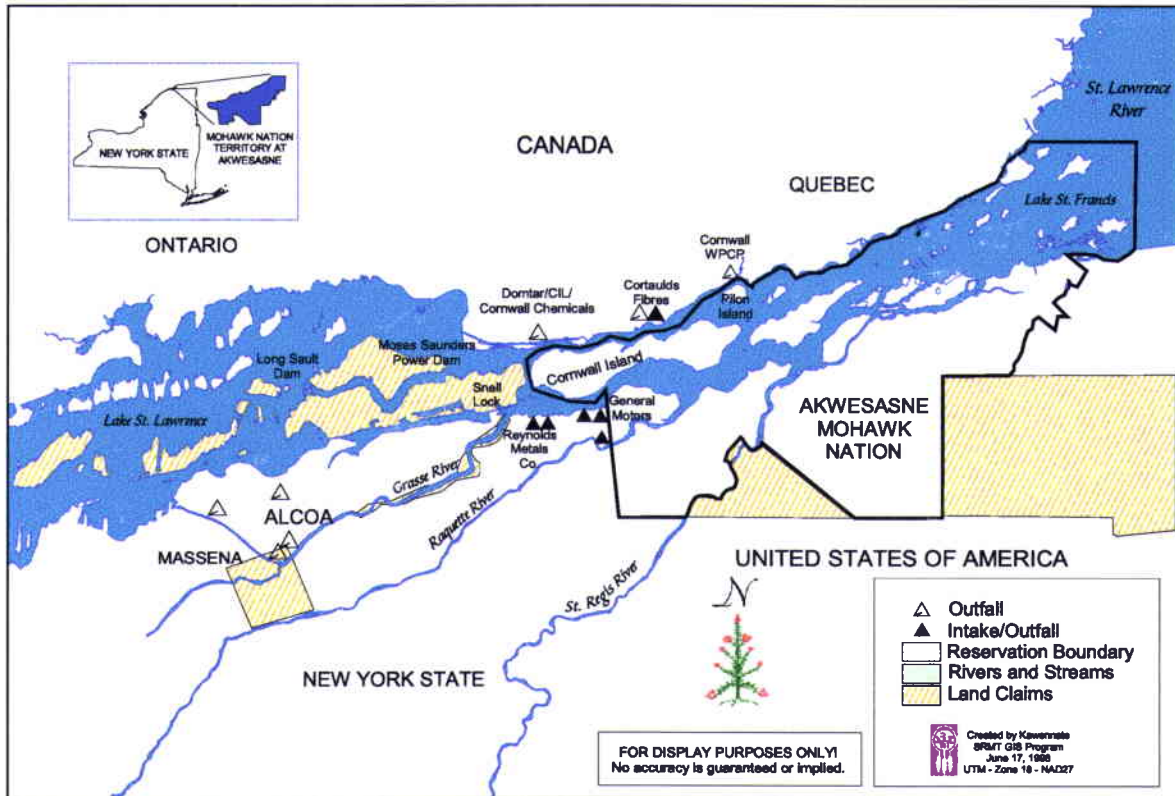 CANADA
QUEBEC
ONTARIO
St. Lawrence
River
Lake St. Francis
NEW YORK STATE
MOHAWK NATION
TERRITORY AT
AKWESASNE
Cornwall
WPCP
Cortaulds
Fibres
Pilon
Island
Domtar/CIL/
Cornwall Chemicals
Moses Saunders
Power Dam
Long Sault
Dam
Cornwall Island
Snell
Lock
General
Motors
Lake St. Lawrence
Reynolds
Metals
Co.
AKWESASNE
MOHAWK
NATION
Grasse River
Raquette River
ALCOA
MASSENA
St. Regis River
UNITED STATES OF AMERICA
N
NEW YORK STATE
Outfall
Intake/Outfall
Reservation Boundary
Rivers and Streams
Land Claims
FOR DISPLAY PURPOSES ONLY!
No accuracy is guaranteed or implied.
Created by Kawennate
SRMT GIS Program
June 17, 1998
UTM - Zone 18 - NAD27